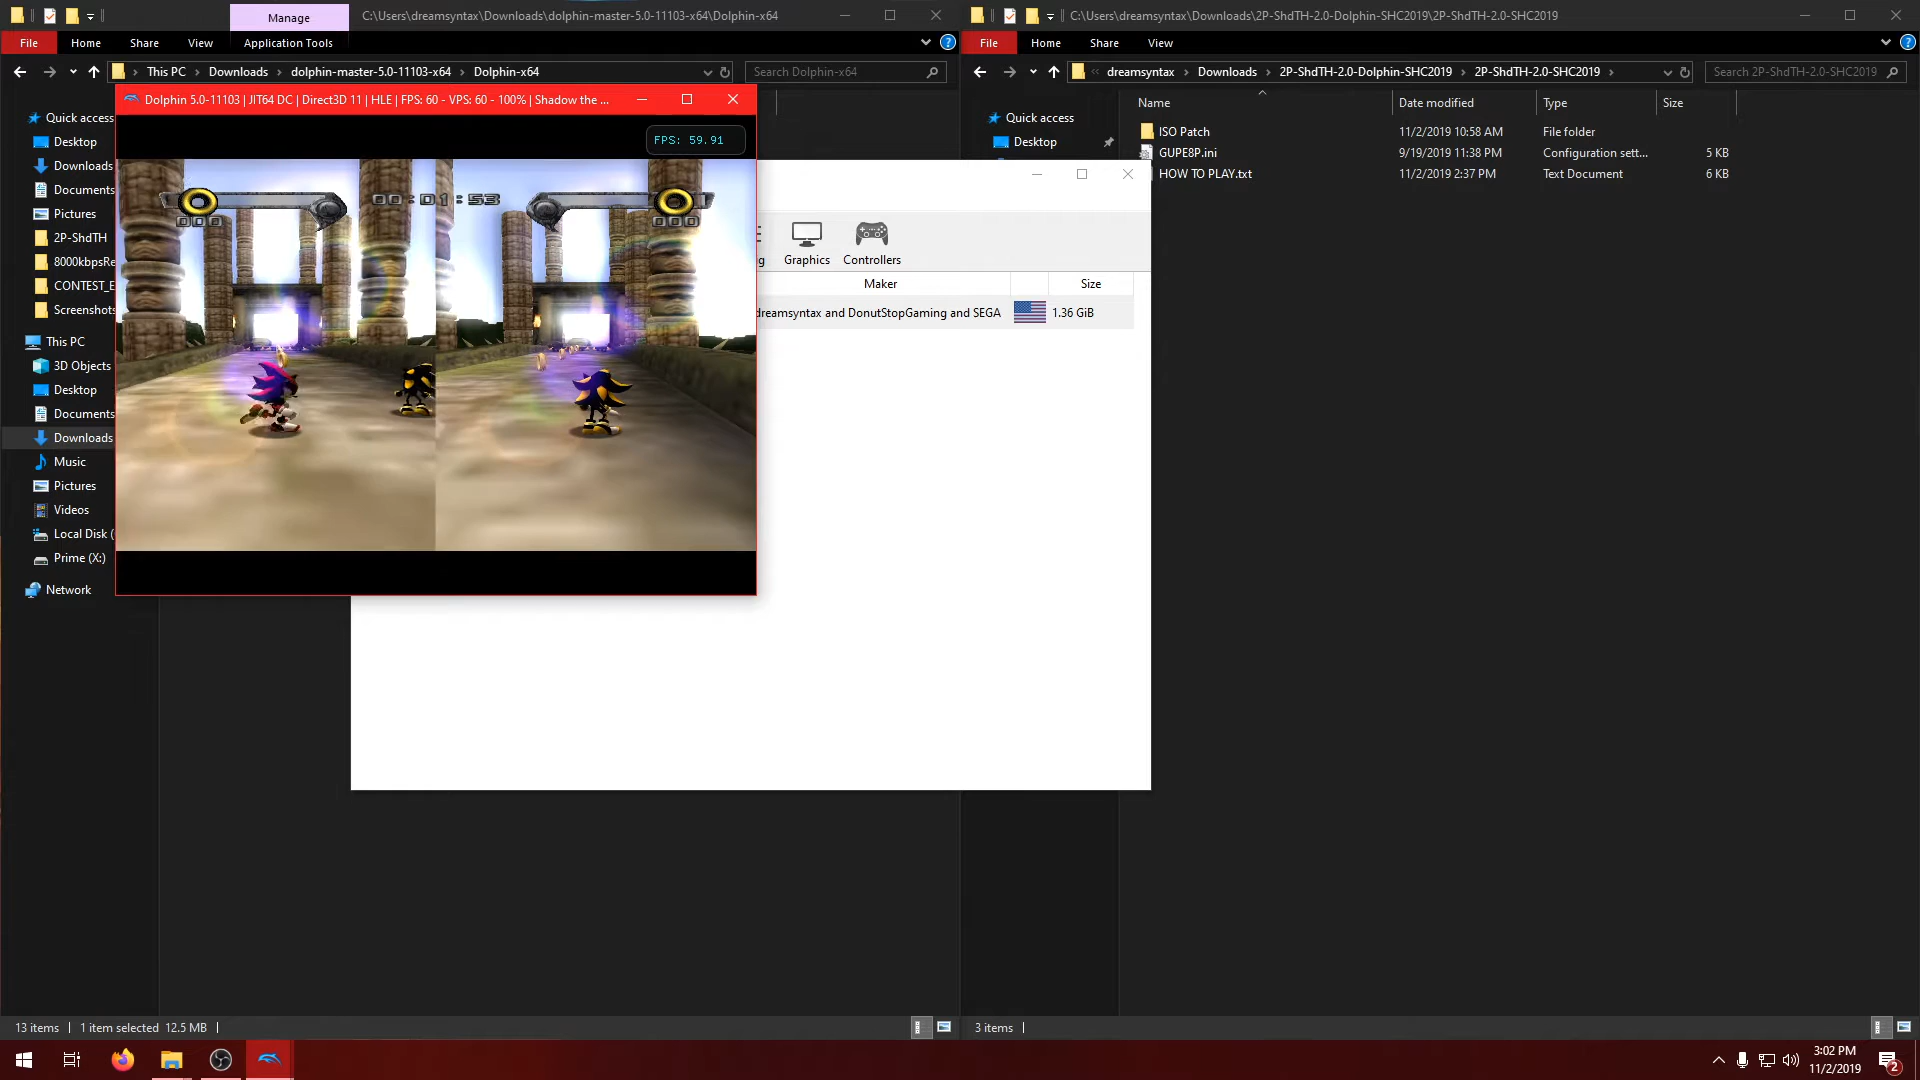 Manage
C:\Users\dreamsyntax\Downloads\dolphin-master-5.0-11103-x64\Dolphin-x64
File
Home
Share
View
Application Tools
This PC
Downloads
dolphin-master-5.0-11103-x64
Dolphin-x64
Search Dolphin-x64
Quick access
Desktop
Downloads
Documents
Pictures
2P-ShdTH
8000kbpsRe
CONTEST_E
Screenshots
This PC
3D Objects
Desktop
Documents
Downloads
Music
Pictures
Videos
Local Disk (
Prime (X:)
Network
Dolphin 5.0-11103 | JIT64 DC | Direct3D 11 | HLE | FPS: 60 - VPS: 60 - 100% | Shadow the ...
FPS: 59.91
00:01:53
000
000
g
Graphics
Controllers
Maker
Size
dreamsyntax and DonutStopGaming and SEGA
1.36 GiB
C:\Users\dreamsyntax\Downloads\2P-ShdTH-2.0-Dolphin-SHC2019\2P-ShdTH-2.0-SHC2019
File
Home
Share
View
dreamsyntax
Downloads
2P-ShdTH-2.0-Dolphin-SHC2019
2P-ShdTH-2.0-SHC2019
Search 2P-ShdTH-2.0-SHC2019
Quick access
Desktop
Name
Date modified
Type
Size
ISO Patch
11/2/2019 10:58 AM
File folder
GUPE8P.ini
9/19/2019 11:38 PM
Configuration sett...
5 KB
HOW TO PLAY.txt
11/2/2019 2:37 PM
Text Document
6 KB
13 items
1 item selected
12.5 MB
3 items
3:02 PM
11/2/2019
2